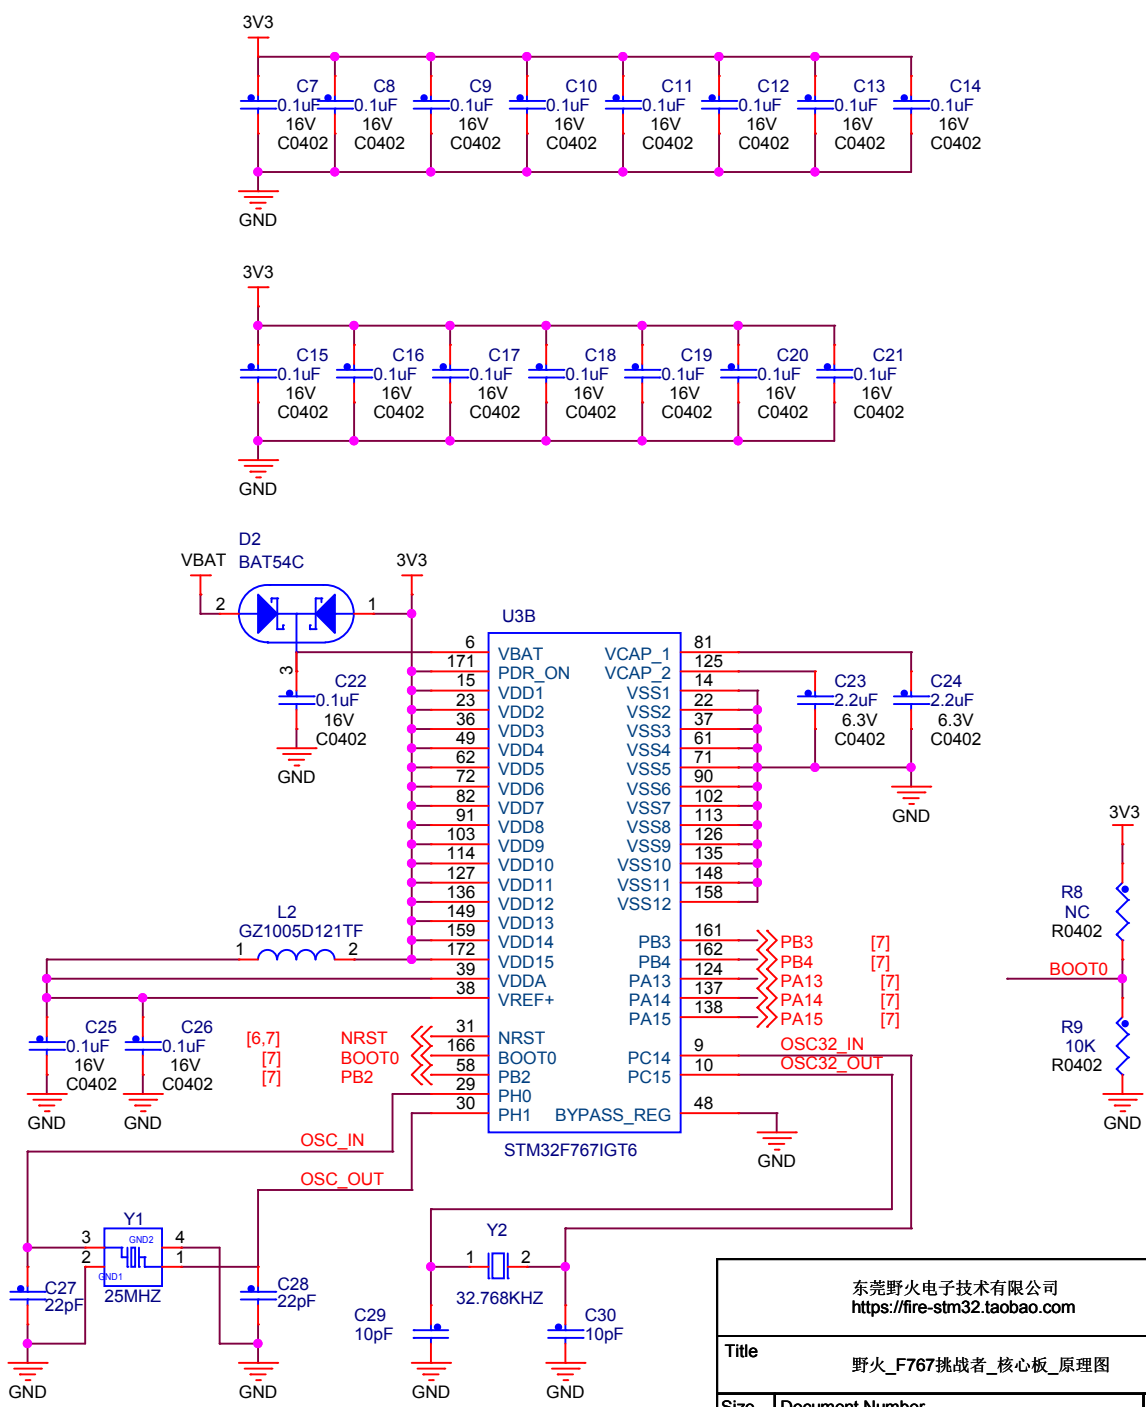 3V3
C7 C8 C9 C10 C11 C12 C13 C14
0.1uF 0.1uF 0.1uF 0.1uF 0.1uF 0.1uF 0.1uF 0.1uF
16V 16V 16V 16V 16V 16V 16V 16V
C0402 C0402 C0402 C0402 C0402 C0402 C0402 C0402
GND
3V3
C15 C16 C17 C18 C19 C20 C21
0.1uF 0.1uF 0.1uF 0.1uF 0.1uF 0.1uF 0.1uF
16V 16V 16V 16V 16V 16V 16V
C0402 C0402 C0402 C0402 C0402 C0402 C0402
GND
D2
VBAT BAT54C 3V3
2 1
3
C22
0.1uF
16V
C0402
GND
U3B
6 VBAT
171 PDR_ON
15 VDD1
23 VDD2
36 VDD3
49 VDD4
62 VDD5
72 VDD6
82 VDD7
91 VDD8
103 VDD9
114 VDD10
127 VDD11
136 VDD12
149 VDD13
159 VDD14
172 VDD15
39 VDDA
38 VREF+
31 NRST
166 BOOT0
58 PB2
29 PH0
30 PH1
VCAP_1 81
VCAP_2 125
VSS1 14
VSS2 22
VSS3 37
VSS4 61
VSS5 71
VSS6 90
VSS7 102
VSS8 113
VSS9 126
VSS10 135
VSS11 148
VSS12 158
PB3 161 PB3 [7]
PB4 162 PB4 [7]
PA13 124 PA13 [7]
PA14 137 PA14 [7]
PA15 138 PA15 [7]
PC14 9 OSC32_IN
PC15 10 OSC32_OUT
BYPASS_REG 48
GND
STM32F767IGT6
C23 C24
2.2uF 2.2uF
6.3V 6.3V
C0402 C0402
GND
3V3
R8
NC
R0402
BOOT0
R9
10K
R0402
GND
L2
GZ1005D121TF
1 2
C25 C26
0.1uF 0.1uF
16V 16V
C0402 C0402
GND GND
[6,7] NRST
[7] BOOT0
[7] PB2
OSC_IN
OSC_OUT
Y1
3 GND2 4
2 GND1 1
25MHZ
C27
22pF
C28
22pF
GND GND
Y2
1 2
32.768KHZ
C29
10pF
C30
10pF
GND GND
东莞野火电子技术有限公司
https://fire-stm32.taobao.com
Title
野火_F767挑战者_核心板_原理图
Size Document Number